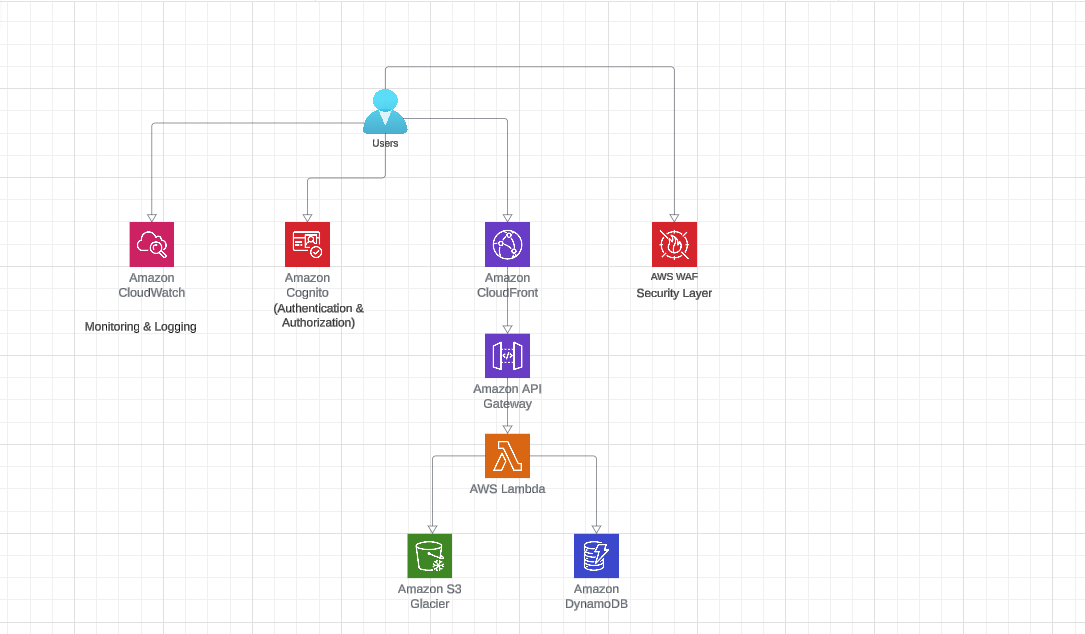 Users
Amazon
CloudWatch
Monitoring & Logging
Amazon
Cognito
(Authentication &
Authorization)
Amazon
CloudFront
AWS WAF
Security Layer
Amazon API
Gateway
AWS Lambda
Amazon S3
Glacier
Amazon
DynamoDB